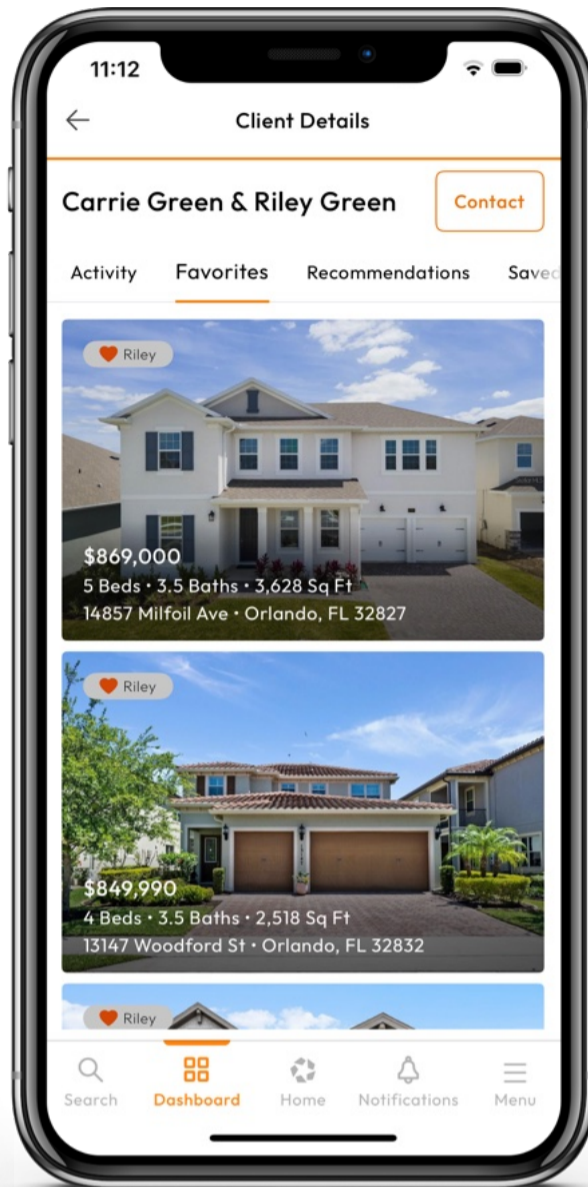 11:12
Client Details
Carrie Green & Riley Green
Contact
Activity
Favorites
Recommendations
Saved
Riley
$869,000
5 Beds • 3.5 Baths • 3,628 Sq Ft
14857 Milfoil Ave • Orlando, FL 32827
Riley
$849,990
4 Beds • 3.5 Baths • 2,518 Sq Ft
13147 Woodford St • Orlando, FL 32832
Riley
Search
Dashboard
Home
Notifications
Menu